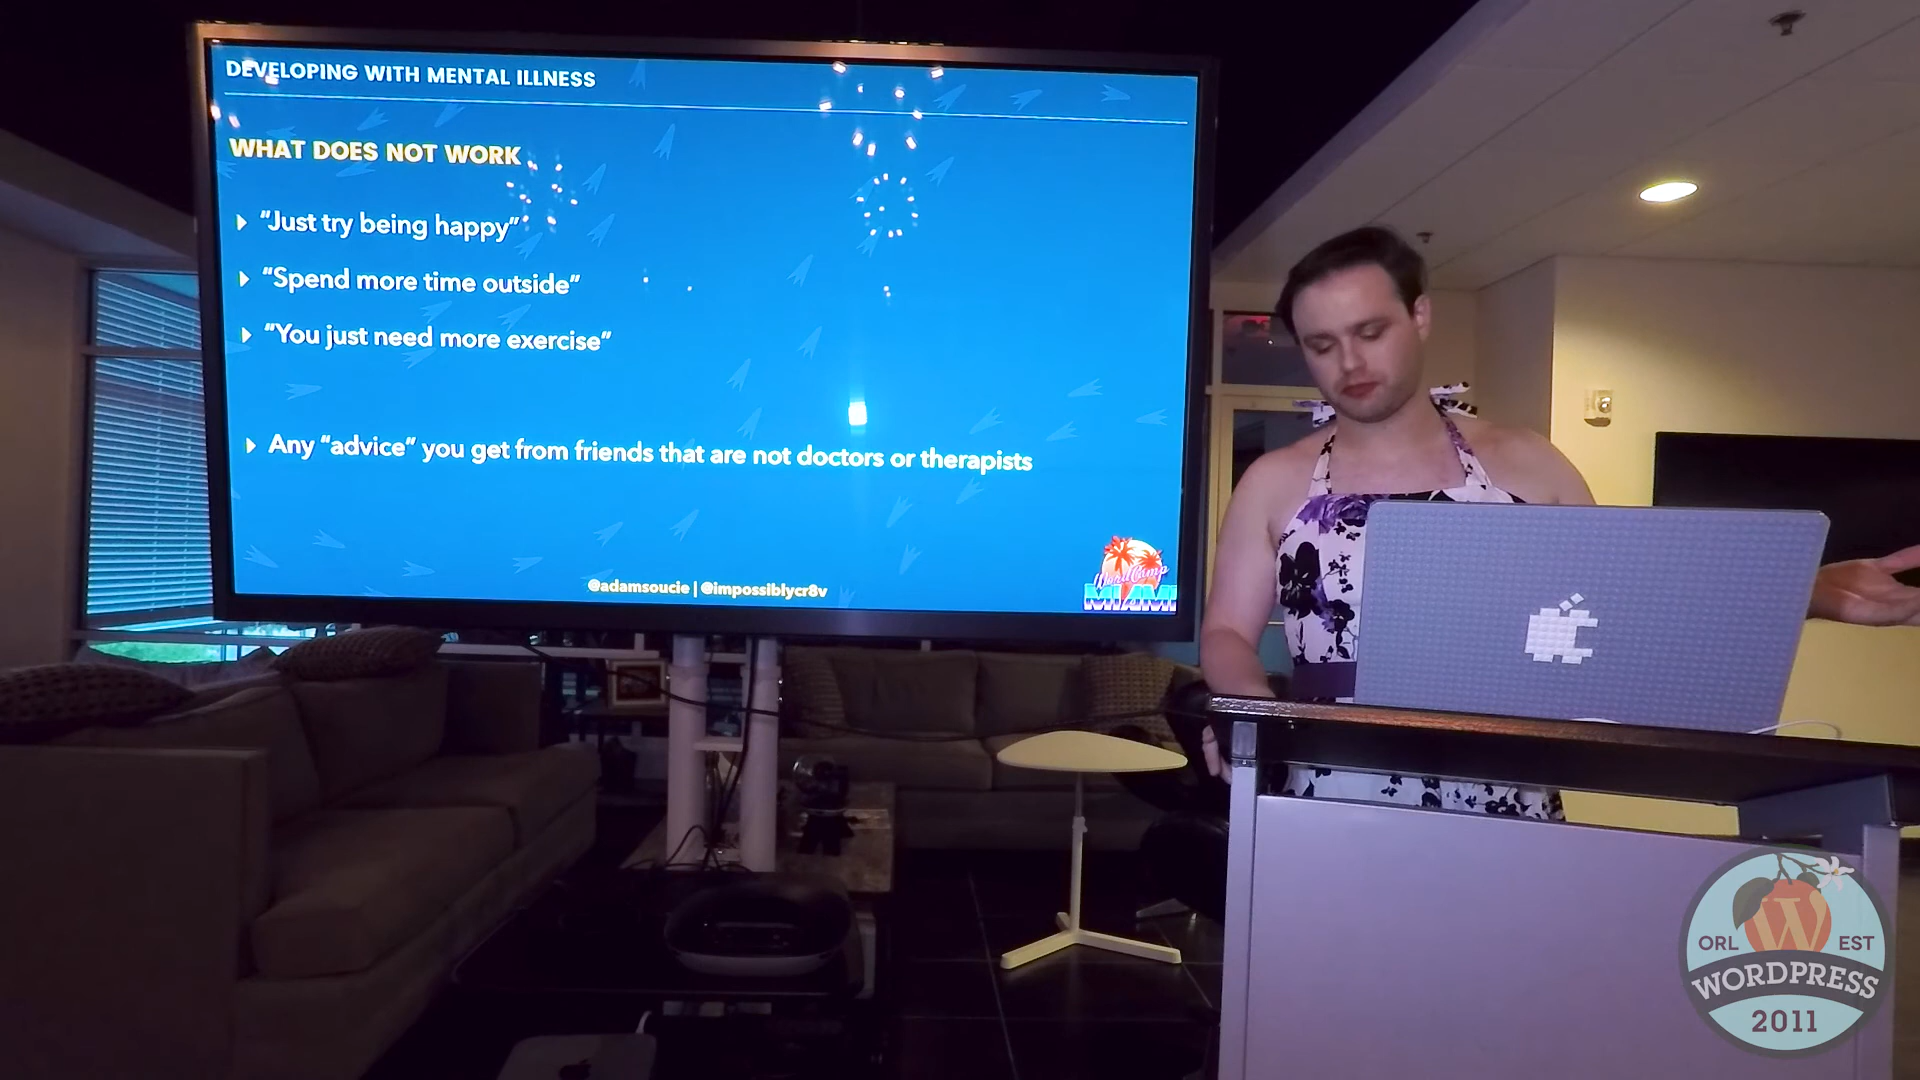 DEVELOPING WITH MENTAL ILLNESS
WHAT DOES NOT WORK
"Just try being happy"
"Spend more time outside"
"You just need more exercise"
Any "advice" you get from friends that are not doctors or therapists
@adamsoucie | @impossiblycr8v
WordCamp
MIAMI
ORL EST
WORDPRESS
2011